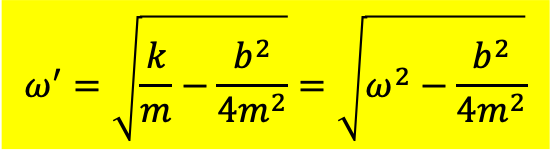 ω′ = √(k/m − b²/4m²) = √(ω² − b²/4m²)